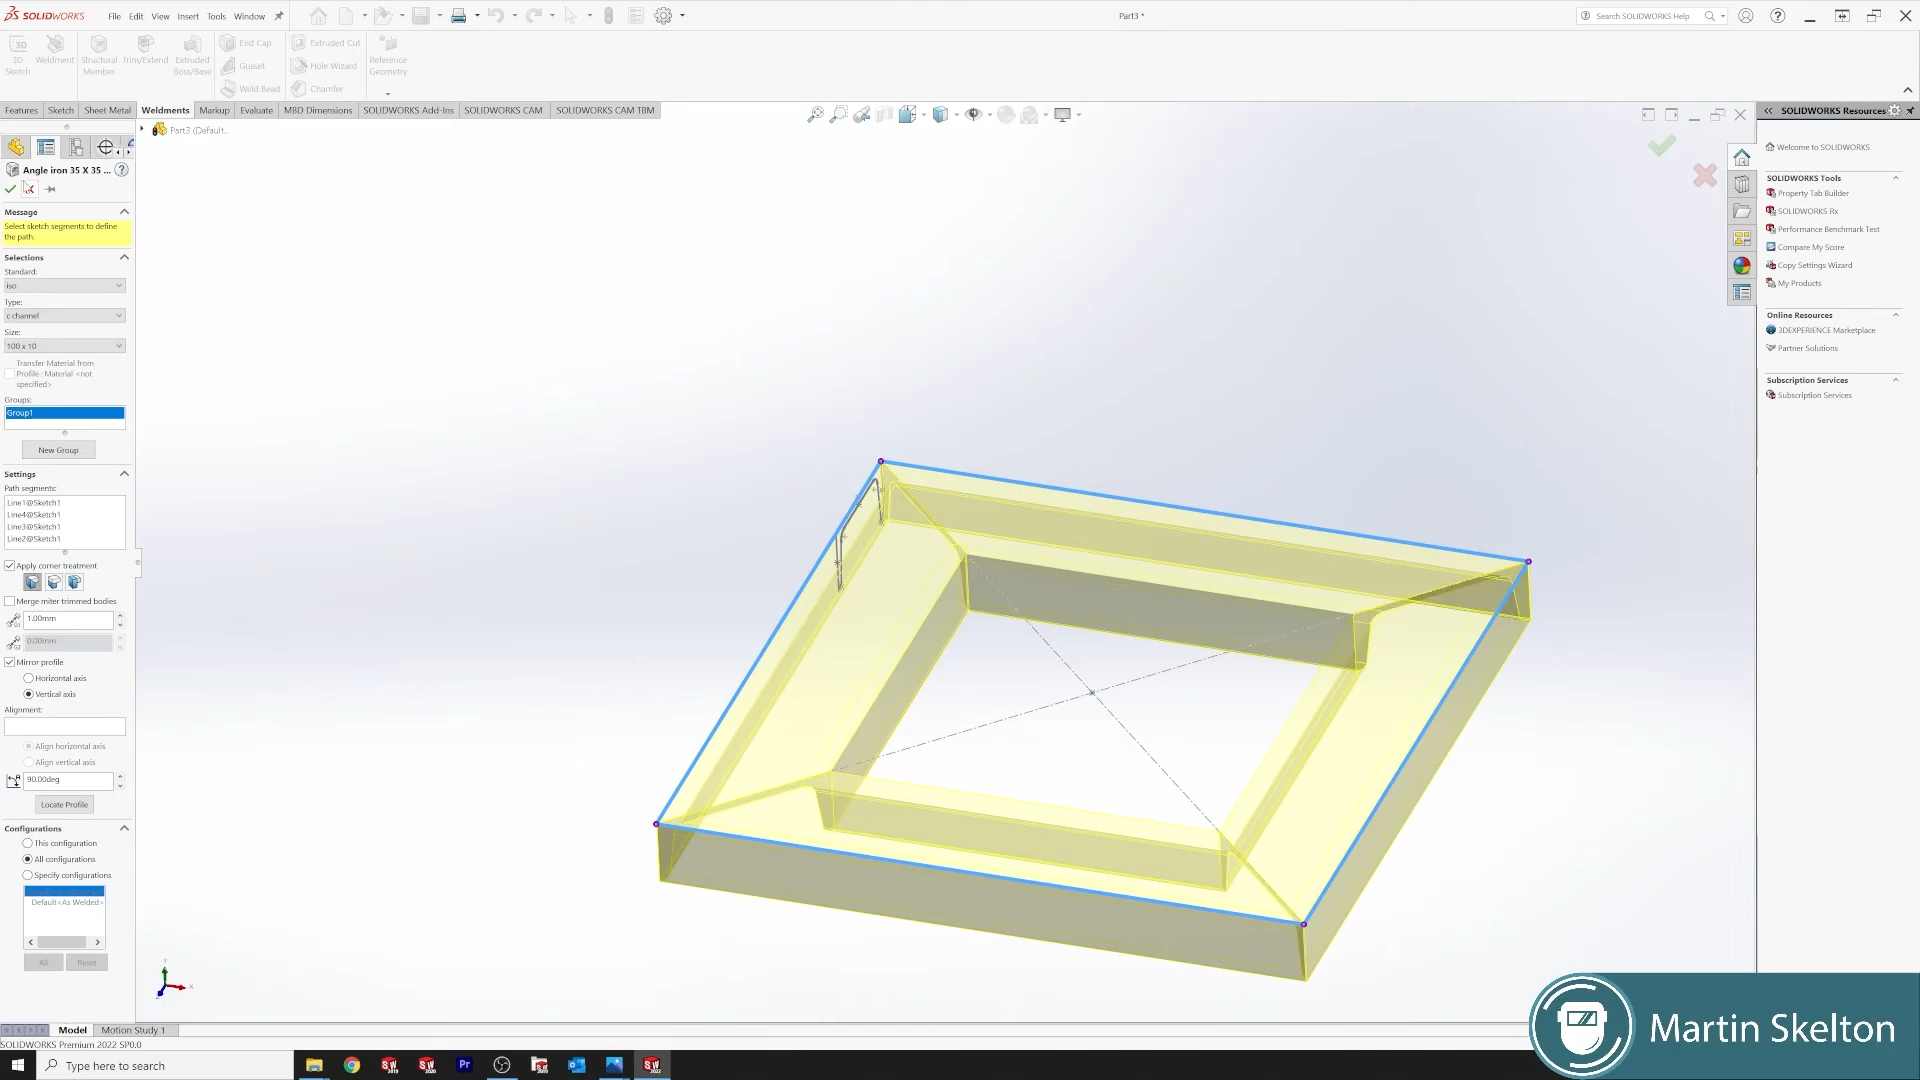 SOLIDWORKS
File Edit View Insert Tools Window
Part3 *
Search SOLIDWORKS Help
3D Sketch
Weldment
Structural Member
Trim/Extend
Extruded Boss/Base
End Cap
Gusset
Weld Bead
Extruded Cut
Hole Wizard
Chamfer
Reference Geometry
Features Sketch Sheet Metal Weldments Markup Evaluate MBD Dimensions SOLIDWORKS Add-Ins SOLIDWORKS CAM SOLIDWORKS CAM TBM
Part3 (Default...
Angle iron 35 X 35 ...
Message
Select sketch segments to define
the path.
Selections
Standard:
iso
Type:
c channel
Size:
100 x 10
Transfer Material from
Profile : Material <not
specified>
Groups:
Group1
New Group
Settings
Path segments:
Line1@Sketch1
Line4@Sketch1
Line3@Sketch1
Line2@Sketch1
Apply corner treatment
Merge miter trimmed bodies
1.00mm
0.00mm
Mirror profile
Horizontal axis
Vertical axis
Alignment:
Align horizontal axis
Align vertical axis
90.00deg
Locate Profile
Configurations
This configuration
All configurations
Specify configurations
Default<As Welded>
All Reset
SOLIDWORKS Resources
Welcome to SOLIDWORKS
SOLIDWORKS Tools
Property Tab Builder
SOLIDWORKS Rx
Performance Benchmark Test
Compare My Score
Copy Settings Wizard
My Products
Online Resources
3DEXPERIENCE Marketplace
Partner Solutions
Subscription Services
Subscription Services
Model Motion Study 1
SOLIDWORKS Premium 2022 SP0.0
Type here to search
Martin Skelton